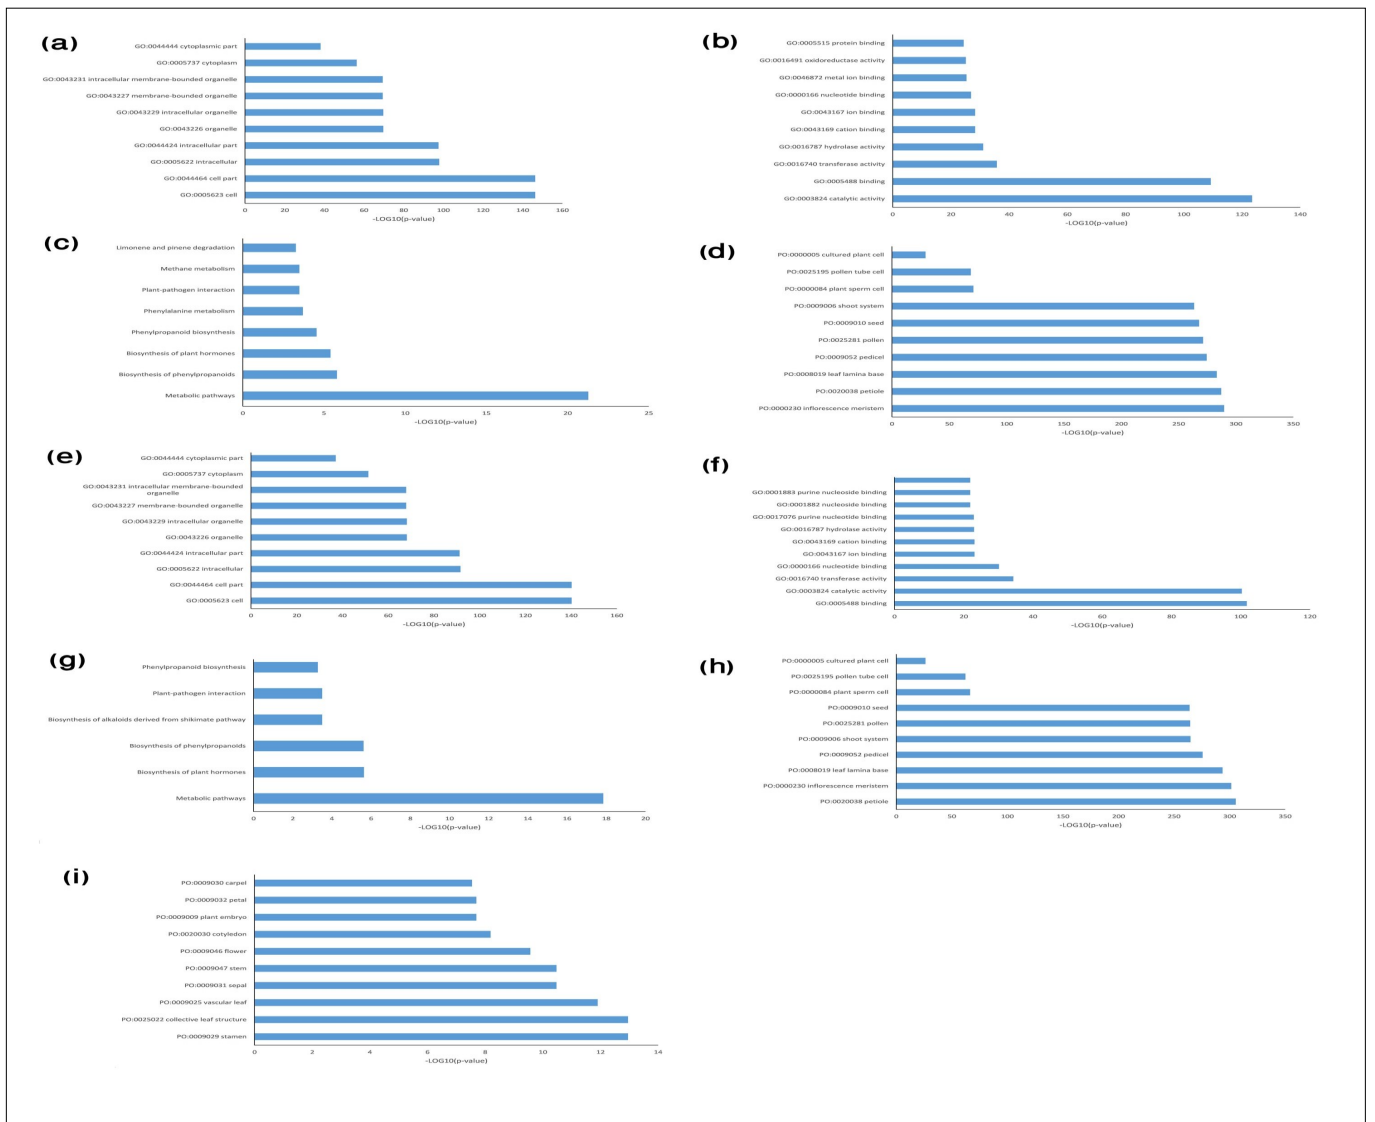 (a)
GO:0044444 cytoplasmic part
GO:0005737 cytoplasm
GO:0043231 intracellular membrane-bounded organelle
GO:0043227 membrane-bounded organelle
GO:0043229 intracellular organelle
GO:0043226 organelle
GO:0044424 intracellular part
GO:0005622 intracellular
GO:0044464 cell part
GO:0005623 cell
0 20 40 60 80 100 120 140 160
-LOG10(p-value)
(b)
GO:0005515 protein binding
GO:0016491 oxidoreductase activity
GO:0046872 metal ion binding
GO:0000166 nucleotide binding
GO:0043167 ion binding
GO:0043169 cation binding
GO:0016787 hydrolase activity
GO:0016740 transferase activity
GO:0005488 binding
GO:0003824 catalytic activity
0 20 40 60 80 100 120 140
-LOG10(p-value)
(c)
Limonene and pinene degradation
Methane metabolism
Plant-pathogen interaction
Phenylalanine metabolism
Phenylpropanoid biosynthesis
Biosynthesis of plant hormones
Biosynthesis of phenylpropanoids
Metabolic pathways
0 5 10 15 20 25
-LOG10(p-value)
(d)
PO:0000005 cultured plant cell
PO:0025195 pollen tube cell
PO:0000084 plant sperm cell
PO:0009006 shoot system
PO:0009010 seed
PO:0025281 pollen
PO:0009052 pedicel
PO:0008019 leaf lamina base
PO:0020038 petiole
PO:0000230 inflorescence meristem
0 50 100 150 200 250 300 350
-LOG10(p-value)
(e)
GO:0044444 cytoplasmic part
GO:0005737 cytoplasm
GO:0043231 intracellular membrane-bounded
organelle
GO:0043227 membrane-bounded organelle
GO:0043229 intracellular organelle
GO:0043226 organelle
GO:0044424 intracellular part
GO:0005622 intracellular
GO:0044464 cell part
GO:0005623 cell
0 20 40 60 80 100 120 140 160
-LOG10(p-value)
(f)
GO:0001883 purine nucleoside binding
GO:0001882 nucleoside binding
GO:0017076 purine nucleotide binding
GO:0016787 hydrolase activity
GO:0043169 cation binding
GO:0043167 ion binding
GO:0000166 nucleotide binding
GO:0016740 transferase activity
GO:0003824 catalytic activity
GO:0005488 binding
0 20 40 60 80 100 120
-LOG10(p-value)
(g)
Phenylpropanoid biosynthesis
Plant-pathogen interaction
Biosynthesis of alkaloids derived from shikimate pathway
Biosynthesis of phenylpropanoids
Biosynthesis of plant hormones
Metabolic pathways
0 2 4 6 8 10 12 14 16 18 20
-LOG10(p-value)
(h)
PO:0000005 cultured plant cell
PO:0025195 pollen tube cell
PO:0000084 plant sperm cell
PO:0009010 seed
PO:0025281 pollen
PO:0009006 shoot system
PO:0009052 pedicel
PO:0008019 leaf lamina base
PO:0000230 inflorescence meristem
PO:0020038 petiole
0 50 100 150 200 250 300 350
-LOG10(p-value)
(i)
PO:0009030 carpel
PO:0009032 petal
PO:0009009 plant embryo
PO:0020030 cotyledon
PO:0009046 flower
PO:0009047 stem
PO:0009031 sepal
PO:0009025 vascular leaf
PO:0025022 collective leaf structure
PO:0009029 stamen
0 2 4 6 8 10 12 14
-LOG10(p-value)